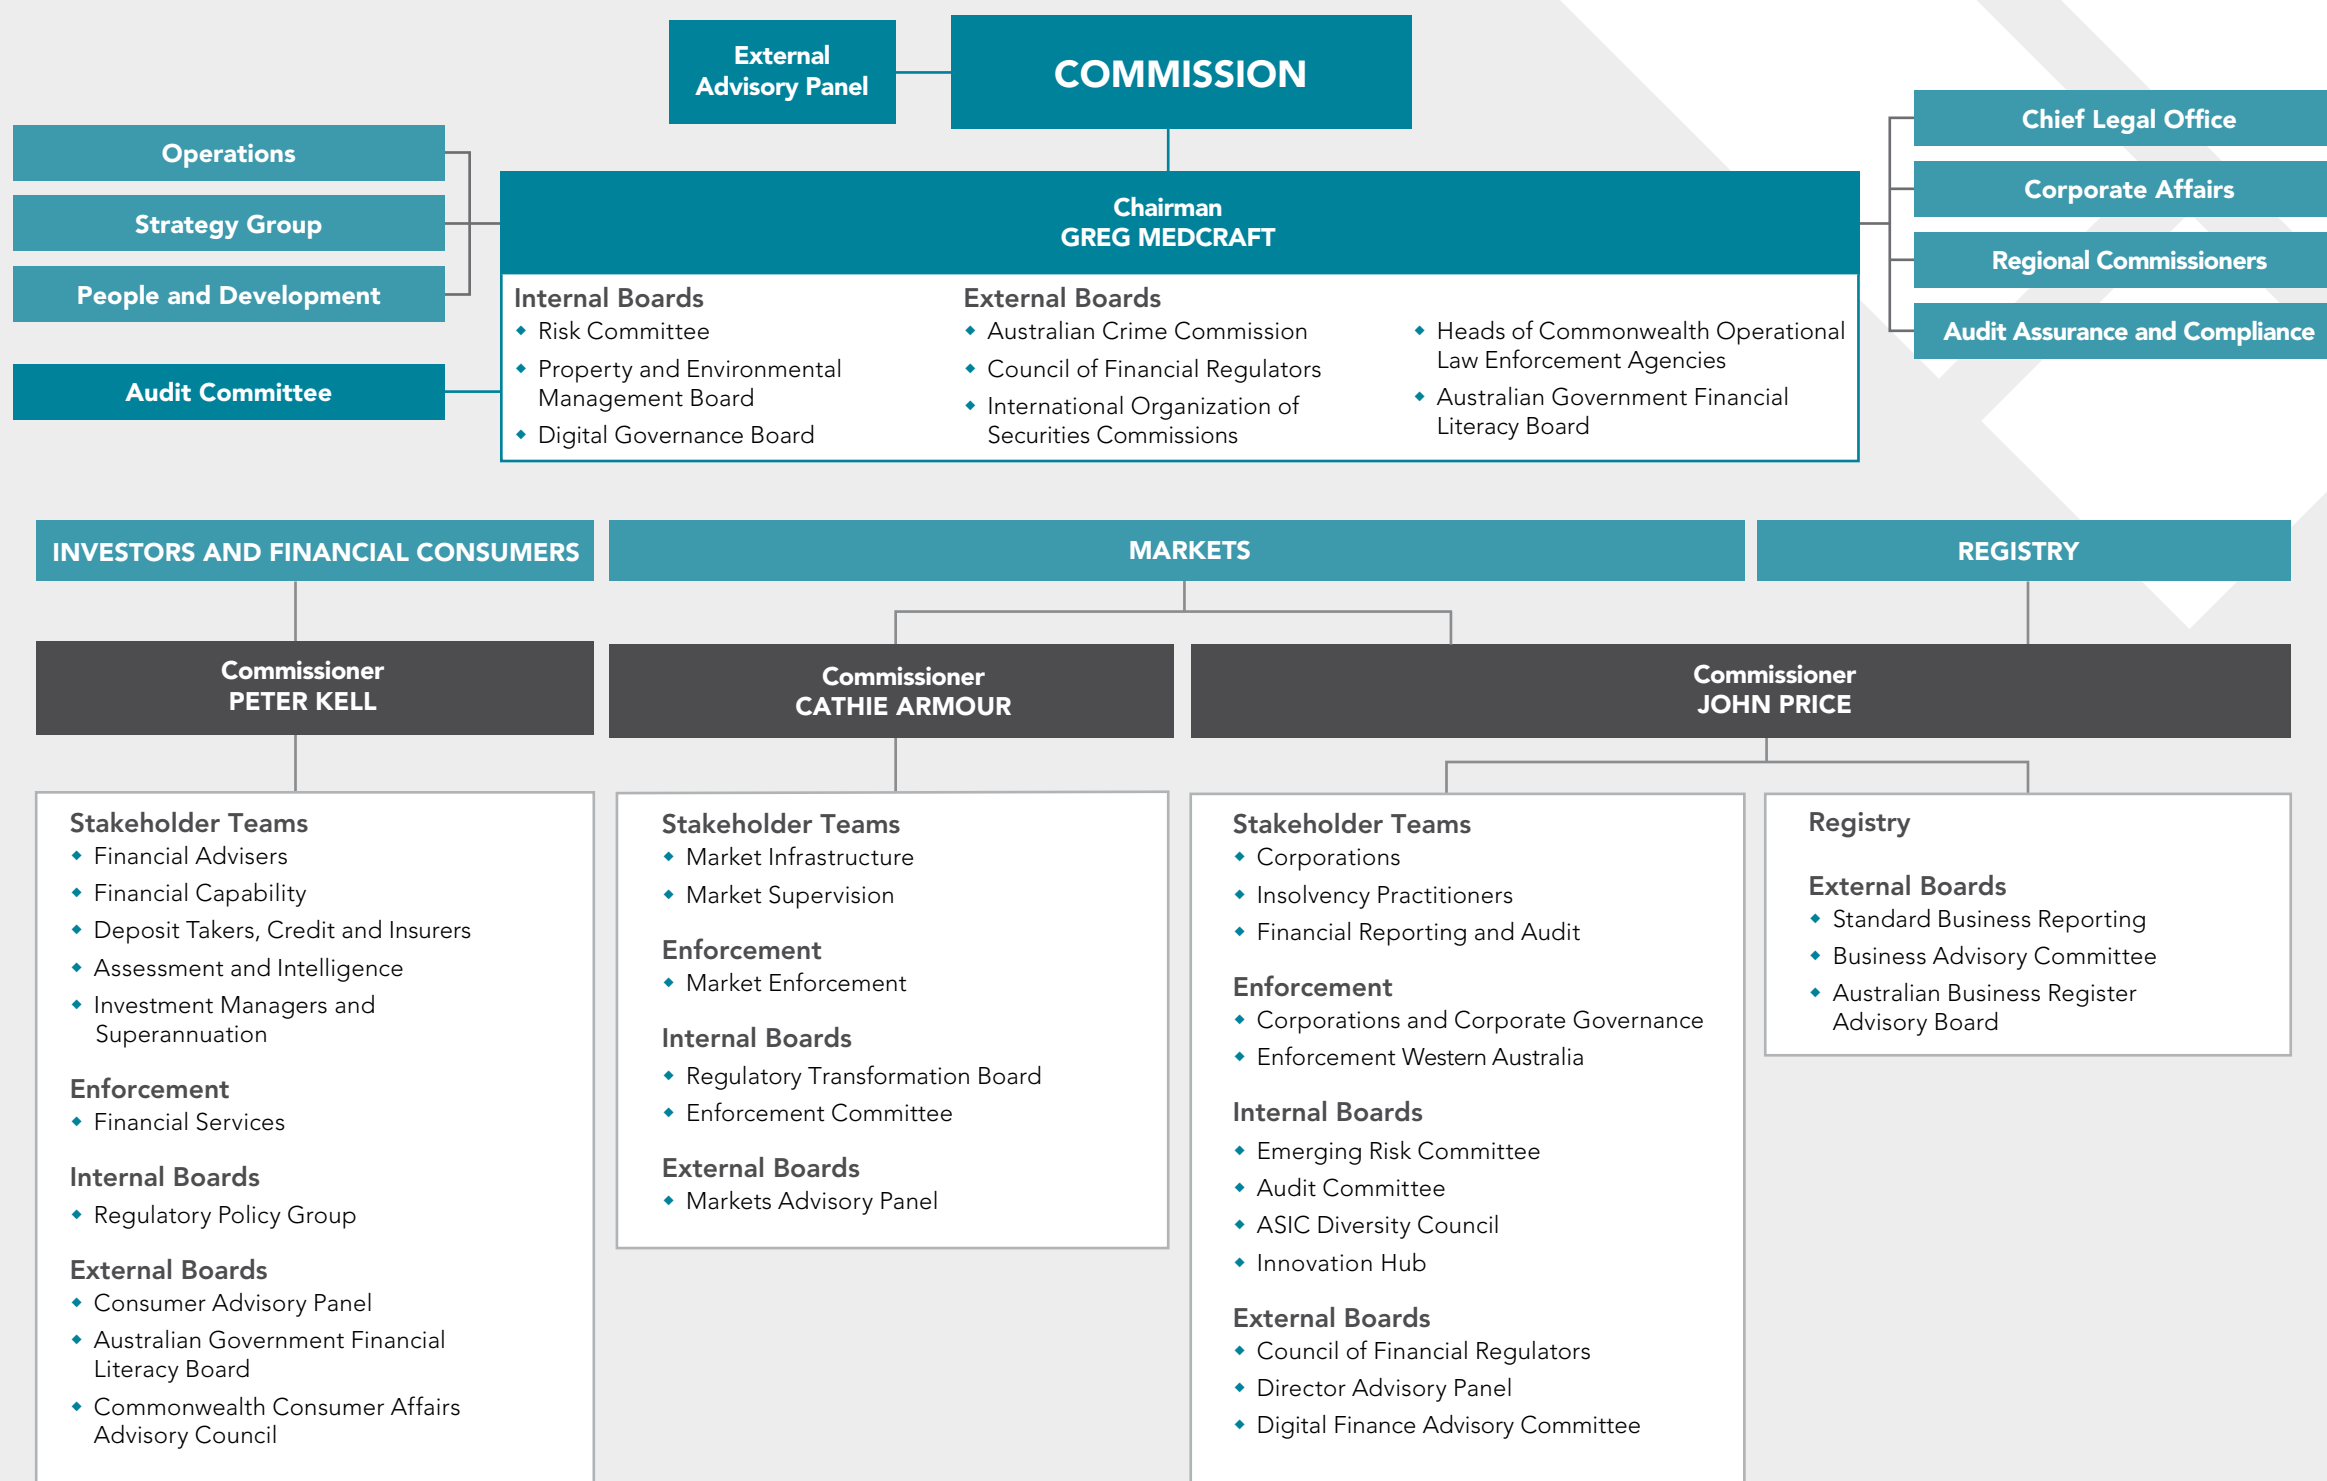 External
Advisory Panel
COMMISSION
Operations
Strategy Group
People and Development
Audit Committee
Chairman
GREG MEDCRAFT
Internal Boards
Risk Committee
Property and Environmental
Management Board
Digital Governance Board
External Boards
Australian Crime Commission
Council of Financial Regulators
International Organization of
Securities Commissions
Heads of Commonwealth Operational
Law Enforcement Agencies
Australian Government Financial
Literacy Board
Chief Legal Office
Corporate Affairs
Regional Commissioners
Audit Assurance and Compliance
INVESTORS AND FINANCIAL CONSUMERS
MARKETS
REGISTRY
Commissioner
PETER KELL
Commissioner
CATHIE ARMOUR
Commissioner
JOHN PRICE
Stakeholder Teams
Financial Advisers
Financial Capability
Deposit Takers, Credit and Insurers
Assessment and Intelligence
Investment Managers and
Superannuation
Enforcement
Financial Services
Internal Boards
Regulatory Policy Group
External Boards
Consumer Advisory Panel
Australian Government Financial
Literacy Board
Commonwealth Consumer Affairs
Advisory Council
Stakeholder Teams
Market Infrastructure
Market Supervision
Enforcement
Market Enforcement
Internal Boards
Regulatory Transformation Board
Enforcement Committee
External Boards
Markets Advisory Panel
Stakeholder Teams
Corporations
Insolvency Practitioners
Financial Reporting and Audit
Enforcement
Corporations and Corporate Governance
Enforcement Western Australia
Internal Boards
Emerging Risk Committee
Audit Committee
ASIC Diversity Council
Innovation Hub
External Boards
Council of Financial Regulators
Director Advisory Panel
Digital Finance Advisory Committee
Registry
External Boards
Standard Business Reporting
Business Advisory Committee
Australian Business Register
Advisory Board